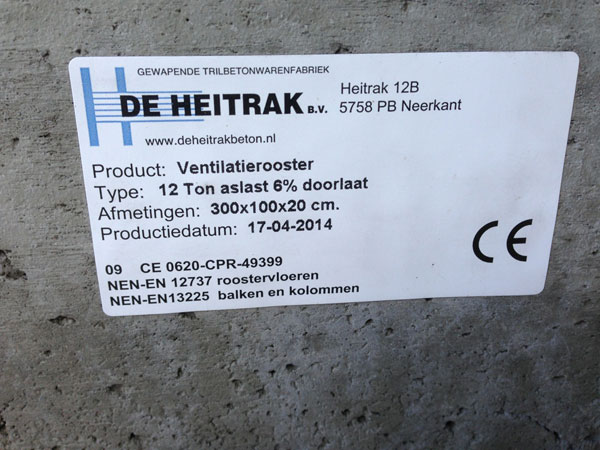 GEWAPENDE TRILBETONWARENFABRIEK
DE HEITRAK B.V.
www.deheitrakbeton.nl
Heitrak 12B
5758 PB Neerkant
Product: Ventilatierooster
Type: 12 Ton aslast 6% doorlaat
Afmetingen: 300x100x20 cm.
Productiedatum: 17-04-2014
CE
09 CE 0620-CPR-49399
NEN-EN 12737 roostervloeren
NEN-EN13225 balken en kolommen